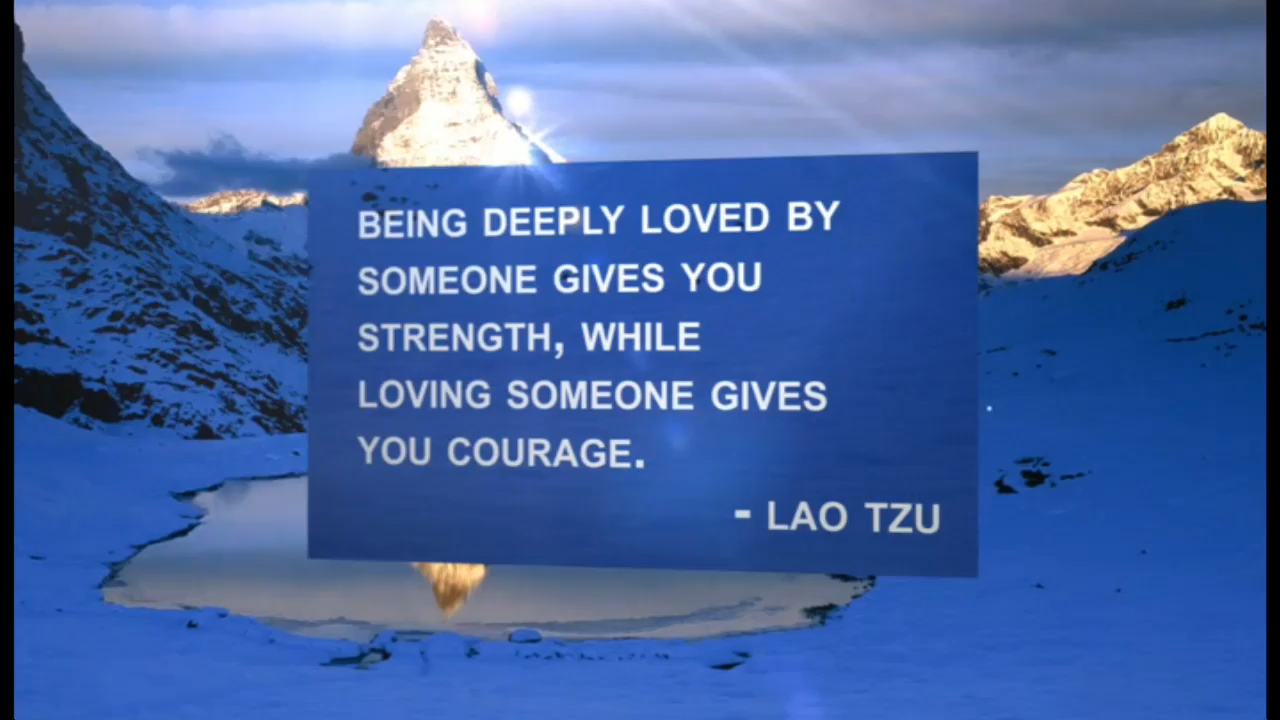 BEING DEEPLY LOVED BY
SOMEONE GIVES YOU
STRENGTH, WHILE
LOVING SOMEONE GIVES
YOU COURAGE.
- LAO TZU